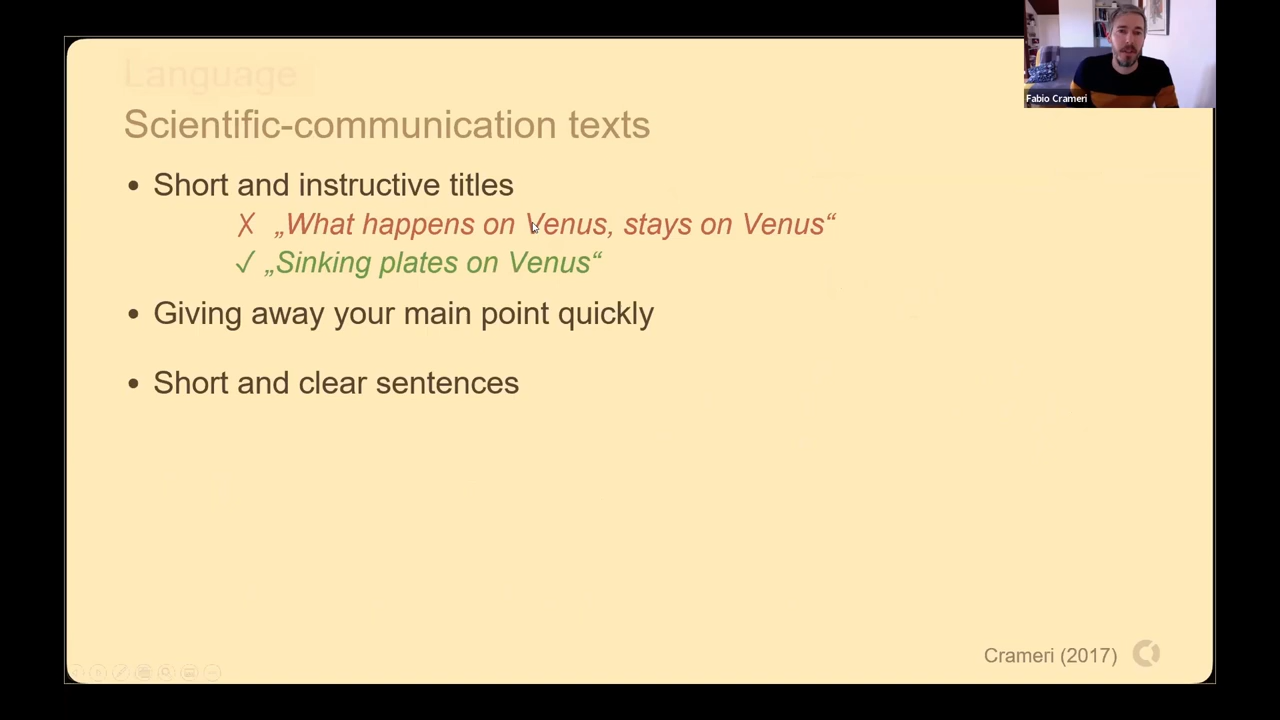 Language
Scientific-communication texts
• Short and instructive titles
✗ „What happens on Venus, stays on Venus“
✓ „Sinking plates on Venus“
• Giving away your main point quickly
• Short and clear sentences
Crameri (2017)
Fabio Crameri